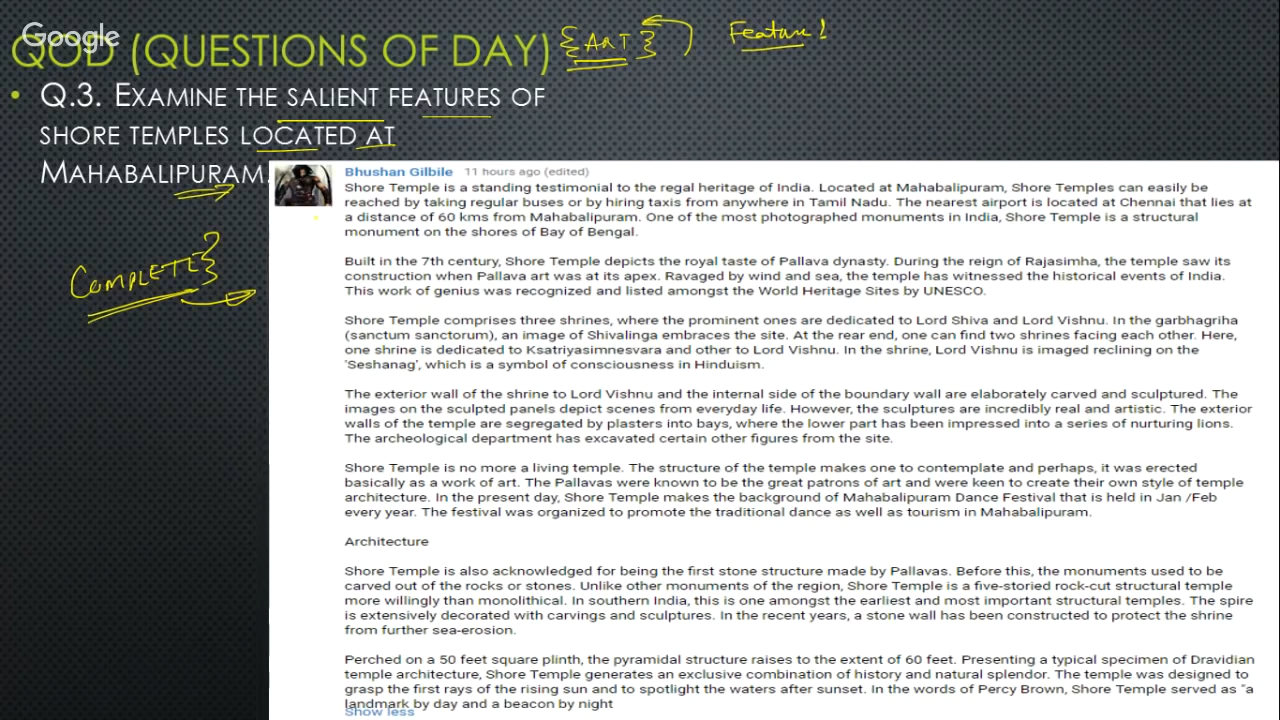 Google
QOD (QUESTIONS OF DAY) {ART} Feature!
• Q.3. EXAMINE THE SALIENT FEATURES OF
SHORE TEMPLES LOCATED AT
MAHABALIPURAM.
COMPLETE}
Bhushan Gilbile 11 hours ago (edited)
Shore Temple is a standing testimonial to the regal heritage of India. Located at Mahabalipuram, Shore Temples can easily be
reached by taking regular buses or by hiring taxis from anywhere in Tamil Nadu. The nearest airport is located at Chennai that lies at
a distance of 60 kms from Mahabalipuram. One of the most photographed monuments in India, Shore Temple is a structural
monument on the shores of Bay of Bengal.
Built in the 7th century, Shore Temple depicts the royal taste of Pallava dynasty. During the reign of Rajasimha, the temple saw its
construction when Pallava art was at its apex. Ravaged by wind and sea, the temple has witnessed the historical events of India.
This work of genius was recognized and listed amongst the World Heritage Sites by UNESCO.
Shore Temple comprises three shrines, where the prominent ones are dedicated to Lord Shiva and Lord Vishnu. In the garbhagriha
(sanctum sanctorum), an image of Shivalinga embraces the site. At the rear end, one can find two shrines facing each other. Here,
one shrine is dedicated to Ksatriyasimnesvara and other to Lord Vishnu. In the shrine, Lord Vishnu is imaged reclining on the
'Seshanag', which is a symbol of consciousness in Hinduism.
The exterior wall of the shrine to Lord Vishnu and the internal side of the boundary wall are elaborately carved and sculptured. The
images on the sculpted panels depict scenes from everyday life. However, the sculptures are incredibly real and artistic. The exterior
walls of the temple are segregated by plasters into bays, where the lower part has been impressed into a series of nurturing lions.
The archeological department has excavated certain other figures from the site.
Shore Temple is no more a living temple. The structure of the temple makes one to contemplate and perhaps, it was erected
basically as a work of art. The Pallavas were known to be the great patrons of art and were keen to create their own style of temple
architecture. In the present day, Shore Temple makes the background of Mahabalipuram Dance Festival that is held in Jan /Feb
every year. The festival was organized to promote the traditional dance as well as tourism in Mahabalipuram.
Architecture
Shore Temple is also acknowledged for being the first stone structure made by Pallavas. Before this, the monuments used to be
carved out of the rocks or stones. Unlike other monuments of the region, Shore Temple is a five-storied rock-cut structural temple
more willingly than monolithical. In southern India, this is one amongst the earliest and most important structural temples. The spire
is extensively decorated with carvings and sculptures. In the recent years, a stone wall has been constructed to protect the shrine
from further sea-erosion.
Perched on a 50 feet square plinth, the pyramidal structure raises to the extent of 60 feet. Presenting a typical specimen of Dravidian
temple architecture, Shore Temple generates an exclusive combination of history and natural splendor. The temple was designed to
grasp the first rays of the rising sun and to spotlight the waters after sunset. In the words of Percy Brown, Shore Temple served as "a
landmark by day and a beacon by night
Show less